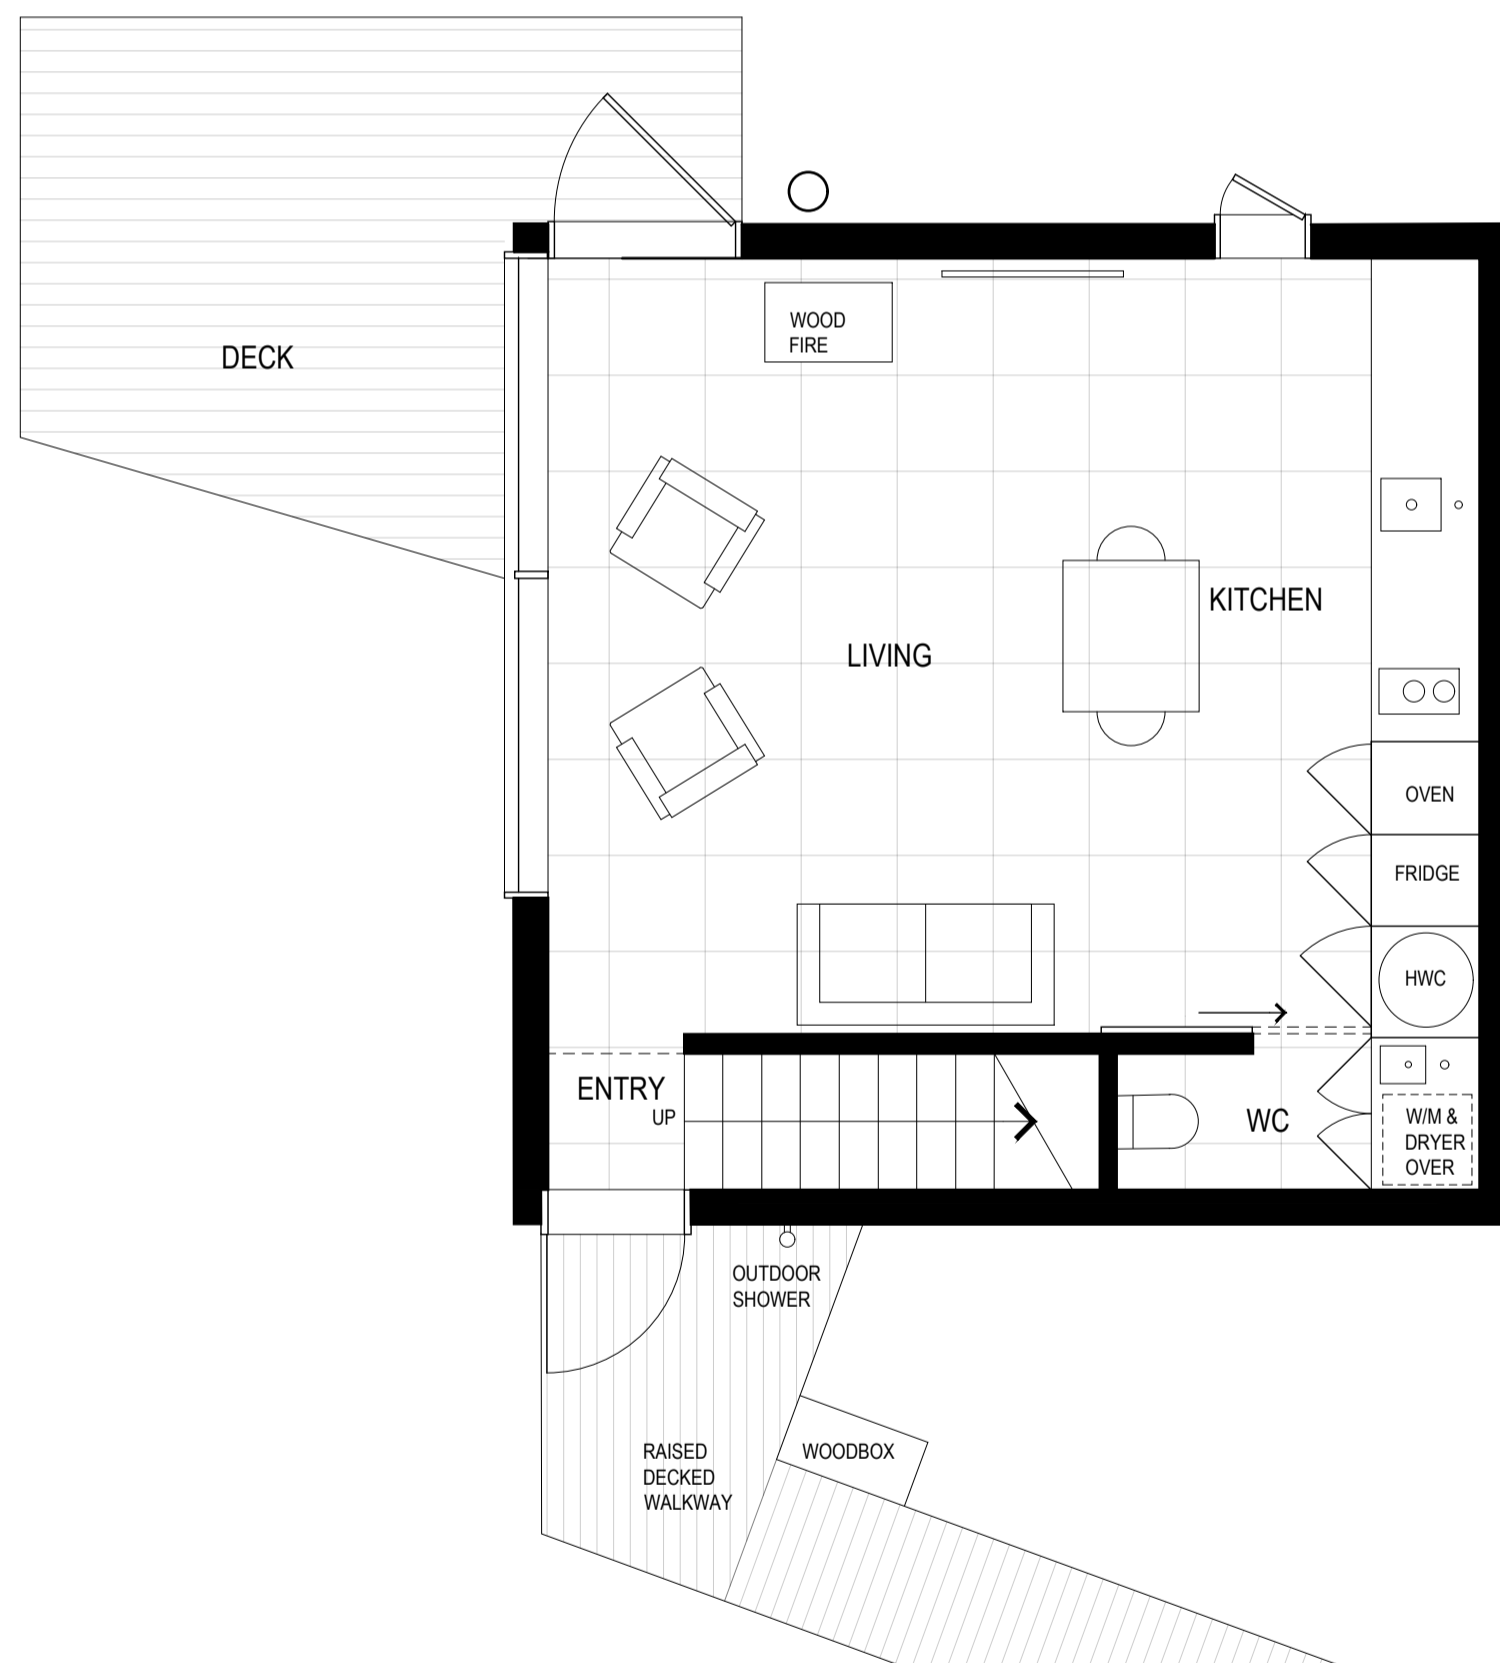 WOOD
FIRE
DECK
KITCHEN
LIVING
OVEN
FRIDGE
HWC
ENTRY
UP
WC
W/M &
DRYER
OVER
OUTDOOR
SHOWER
RAISED
DECKED
WALKWAY
WOODBOX